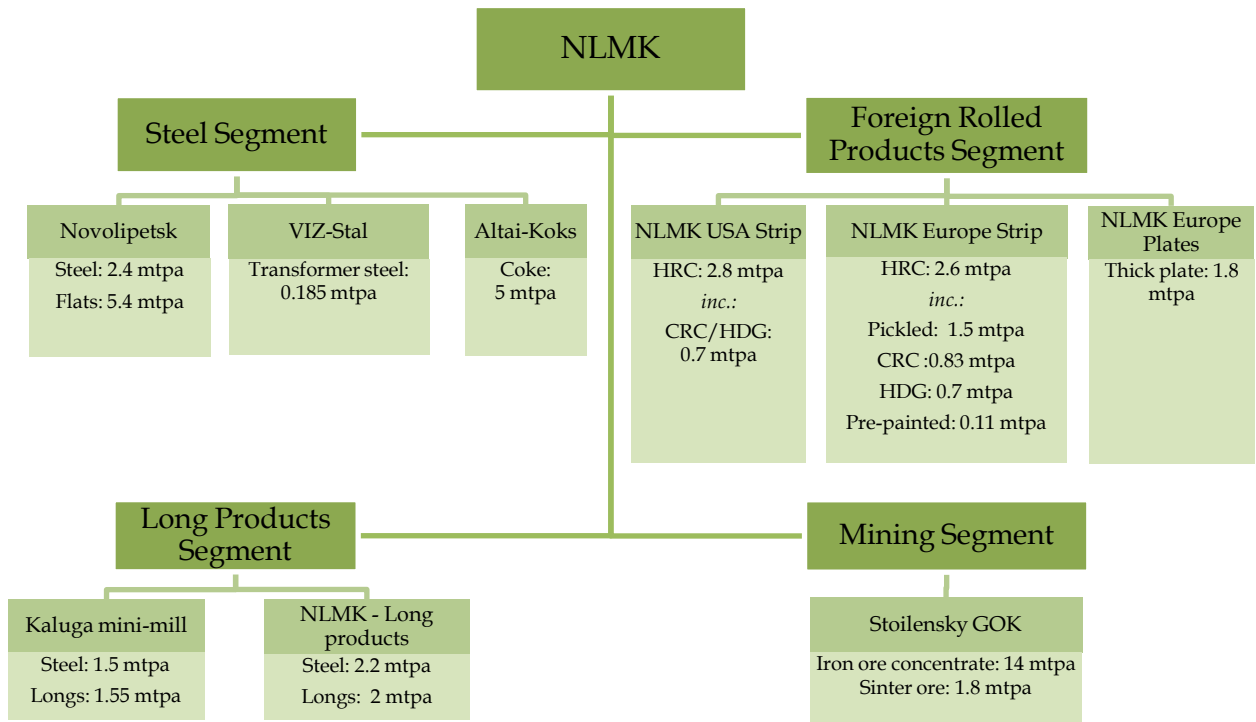 NLMK
Steel Segment
Foreign Rolled
Products Segment
Novolipetsk
Steel: 2.4 mtpa
Flats: 5.4 mtpa
VIZ-Stal
Transformer steel:
0.185 mtpa
Altai-Koks
Coke:
5 mtpa
NLMK USA Strip
HRC: 2.8 mtpa
inc.:
CRC/HDG:
0.7 mtpa
NLMK Europe Strip
HRC: 2.6 mtpa
inc.:
Pickled: 1.5 mtpa
CRC :0.83 mtpa
HDG: 0.7 mtpa
Pre-painted: 0.11 mtpa
NLMK Europe
Plates
Thick plate: 1.8
mtpa
Long Products
Segment
Mining Segment
Kaluga mini-mill
Steel: 1.5 mtpa
Longs: 1.55 mtpa
NLMK - Long
products
Steel: 2.2 mtpa
Longs: 2 mtpa
Stoilensky GOK
Iron ore concentrate: 14 mtpa
Sinter ore: 1.8 mtpa